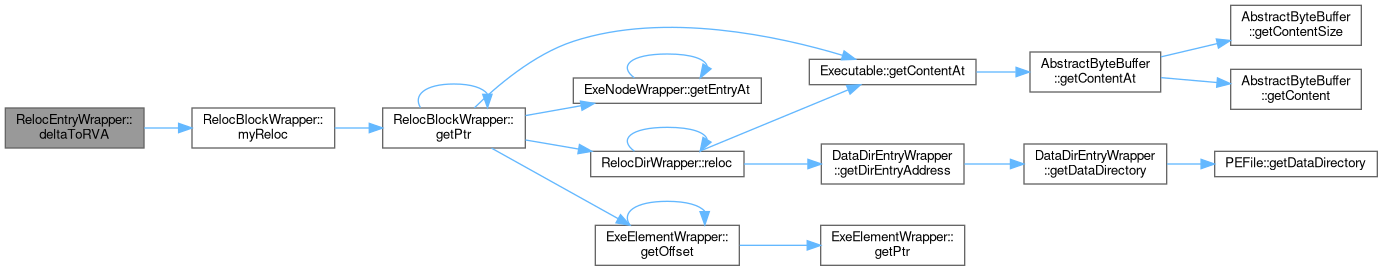 RelocEntryWrapper::
deltaToRVA
RelocBlockWrapper::
myReloc
RelocBlockWrapper::
getPtr
ExeNodeWrapper::getEntryAt
RelocDirWrapper::reloc
ExeElementWrapper::
getOffset
Executable::getContentAt
DataDirEntryWrapper
::getDirEntryAddress
ExeElementWrapper::
getPtr
AbstractByteBuffer
::getContentAt
DataDirEntryWrapper
::getDataDirectory
AbstractByteBuffer
::getContentSize
AbstractByteBuffer
::getContent
PEFile::getDataDirectory